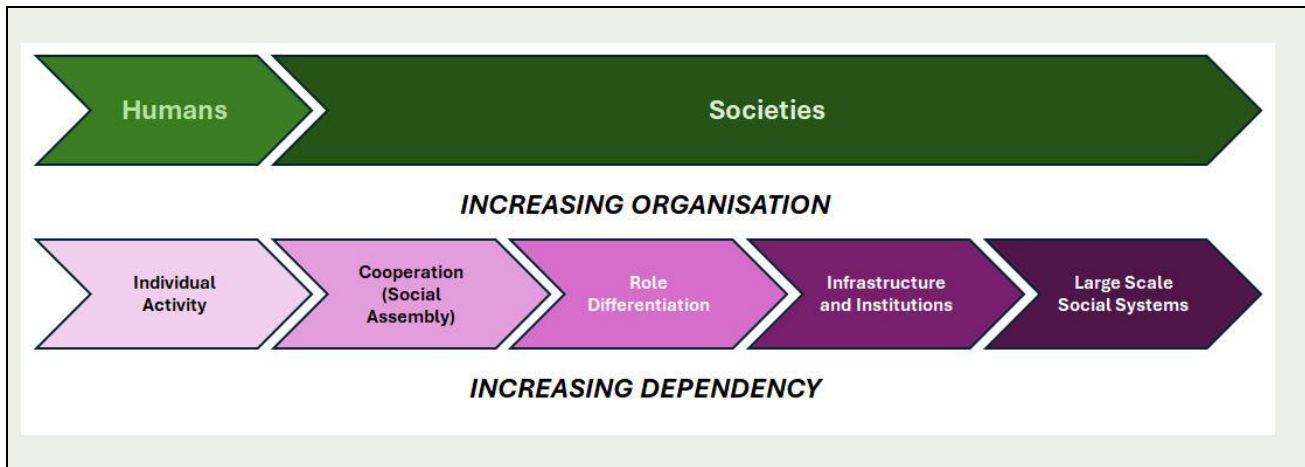 Humans
Societies
INCREASING ORGANISATION
Individual
Activity
Cooperation
(Social
Assembly)
Role
Differentiation
Infrastructure
and Institutions
Large Scale
Social Systems
INCREASING DEPENDENCY